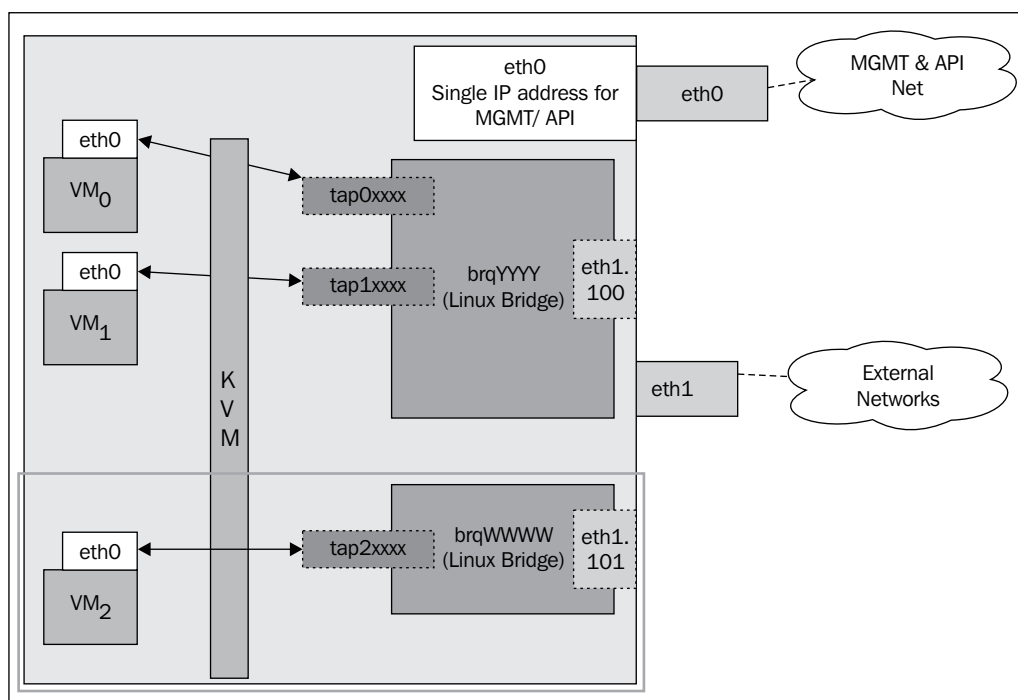 eth0
Single IP address for
MGMT/ API
eth0
MGMT & API
Net
eth0
VM0
tap0xxxx
eth0
VM1
tap1xxxx
brqYYYY
(Linux Bridge)
eth1.
100
K
V
M
eth1
External
Networks
eth0
VM2
tap2xxxx
brqWWWW
(Linux Bridge)
eth1.
101